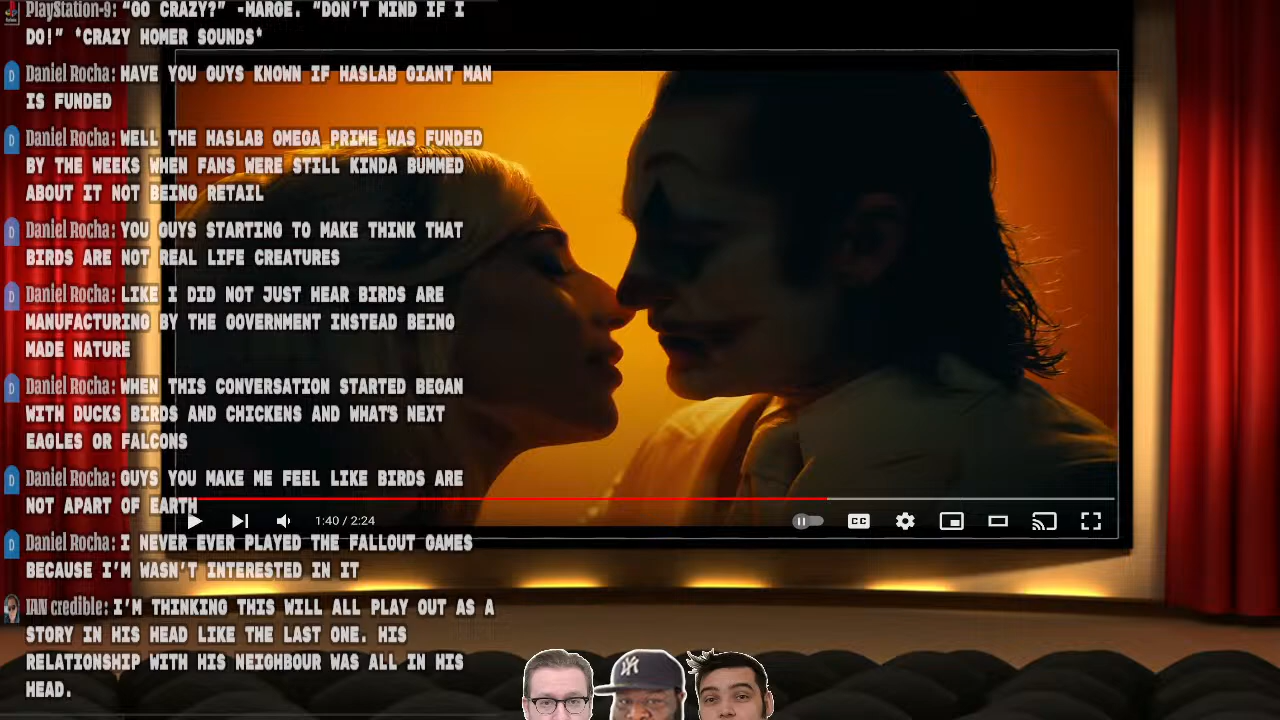 PlayStation-9: "GO CRAZY?" -MARGE. "DON'T MIND IF I
DO!" *CRAZY HOMER SOUNDS*
D Daniel Rocha: HAVE YOU GUYS KNOWN IF HASLAB GIANT MAN
IS FUNDED
D Daniel Rocha: WELL THE HASLAB OMEGA PRIME WAS FUNDED
BY THE WEEKS WHEN FANS WERE STILL KINDA BUMMED
ABOUT IT NOT BEING RETAIL
D Daniel Rocha: YOU GUYS STARTING TO MAKE THINK THAT
BIRDS ARE NOT REAL LIFE CREATURES
D Daniel Rocha: LIKE I DID NOT JUST HEAR BIRDS ARE
MANUFACTURING BY THE GOVERNMENT INSTEAD BEING
MADE NATURE
D Daniel Rocha: WHEN THIS CONVERSATION STARTED BEGAN
WITH DUCKS BIRDS AND CHICKENS AND WHAT'S NEXT
EAGLES OR FALCONS
D Daniel Rocha: GUYS YOU MAKE ME FEEL LIKE BIRDS ARE
NOT APART OF EARTH
1:40 / 2:24
CC
D Daniel Rocha: I NEVER EVER PLAYED THE FALLOUT GAMES
BECAUSE I'M WASN'T INTERESTED IN IT
IAN credible: I'M THINKING THIS WILL ALL PLAY OUT AS A
STORY IN HIS HEAD LIKE THE LAST ONE. HIS
RELATIONSHIP WITH HIS NEIGHBOUR WAS ALL IN HIS
HEAD.